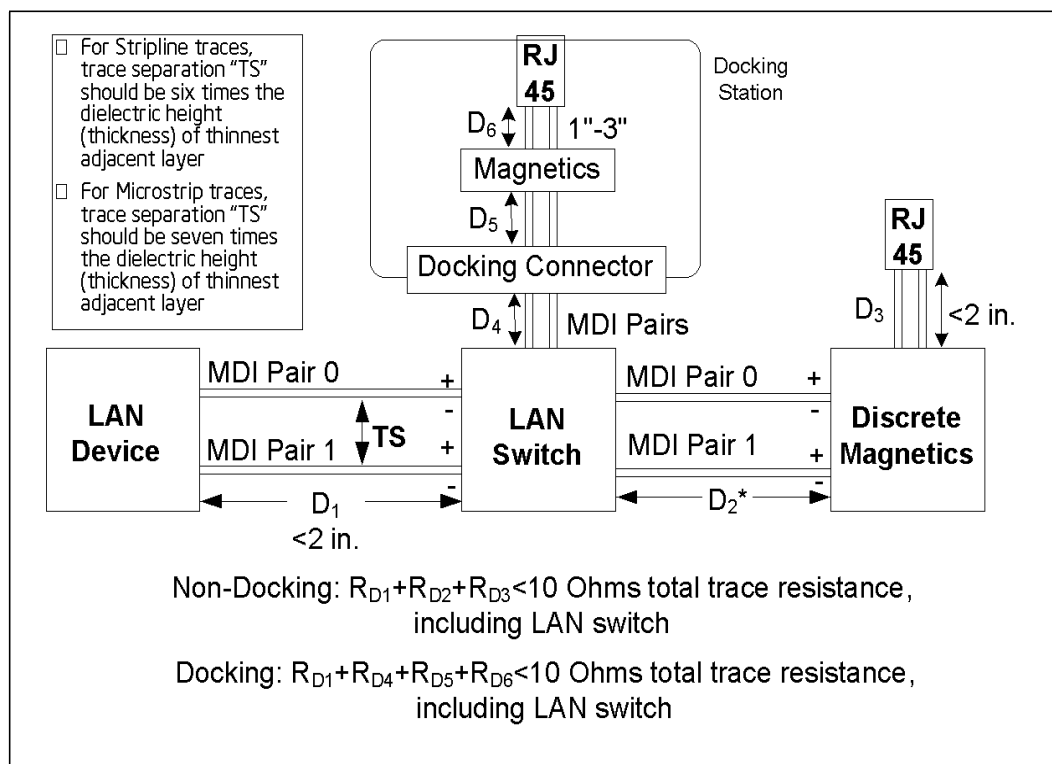 □ For Stripline traces,
trace separation “TS”
should be six times the
dielectric height
(thickness) of thinnest
adjacent layer
□ For Microstrip traces,
trace separation “TS”
should be seven times
the dielectric height
(thickness) of thinnest
adjacent layer
RJ
45
Docking
Station
D6
1"-3"
Magnetics
D5
Docking Connector
D4
MDI Pairs
RJ
45
D3
<2 in.
LAN
Device
MDI Pair 0
+
-
TS
MDI Pair 1
+
-
D1
<2 in.
LAN
Switch
MDI Pair 0
+
-
MDI Pair 1
+
-
D2*
Discrete
Magnetics
Non-Docking: RD1+RD2+RD3<10 Ohms total trace resistance,
including LAN switch
Docking: RD1+RD4+RD5+RD6<10 Ohms total trace resistance,
including LAN switch